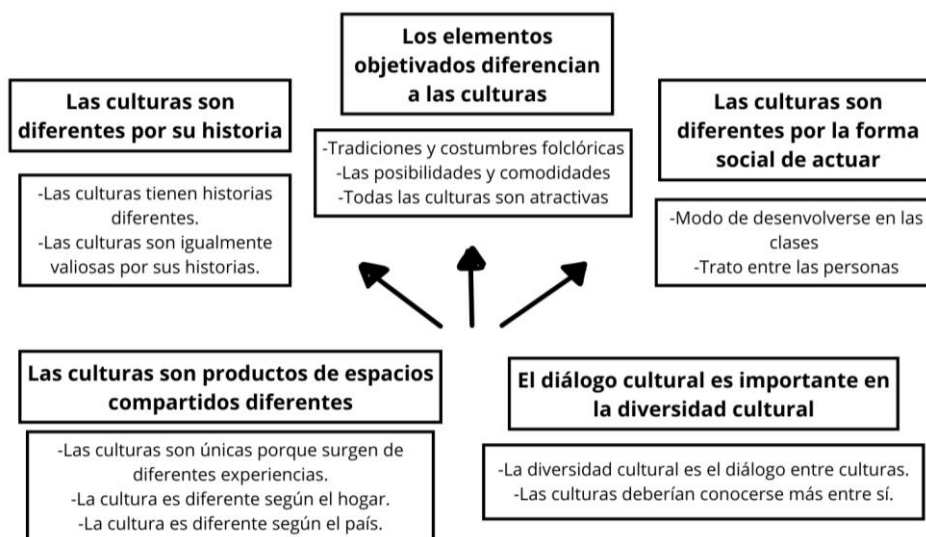 Las culturas son
diferentes por su historia
-Las culturas tienen historias
diferentes.
-Las culturas son igualmente
valiosas por sus historias.
Los elementos
objetivados diferencian
a las culturas
-Tradiciones y costumbres folclóricas
-Las posibilidades y comodidades
-Todas las culturas son atractivas
Las culturas son
diferentes por la forma
social de actuar
-Modo de desenvolverse en las
clases
-Trato entre las personas
Las culturas son productos de espacios
compartidos diferentes
-Las culturas son únicas porque surgen de
diferentes experiencias.
-La cultura es diferente según el hogar.
-La cultura es diferente según el país.
El diálogo cultural es importante en
la diversidad cultural
-La diversidad cultural es el diálogo entre culturas.
-Las culturas deberían conocerse más entre sí.